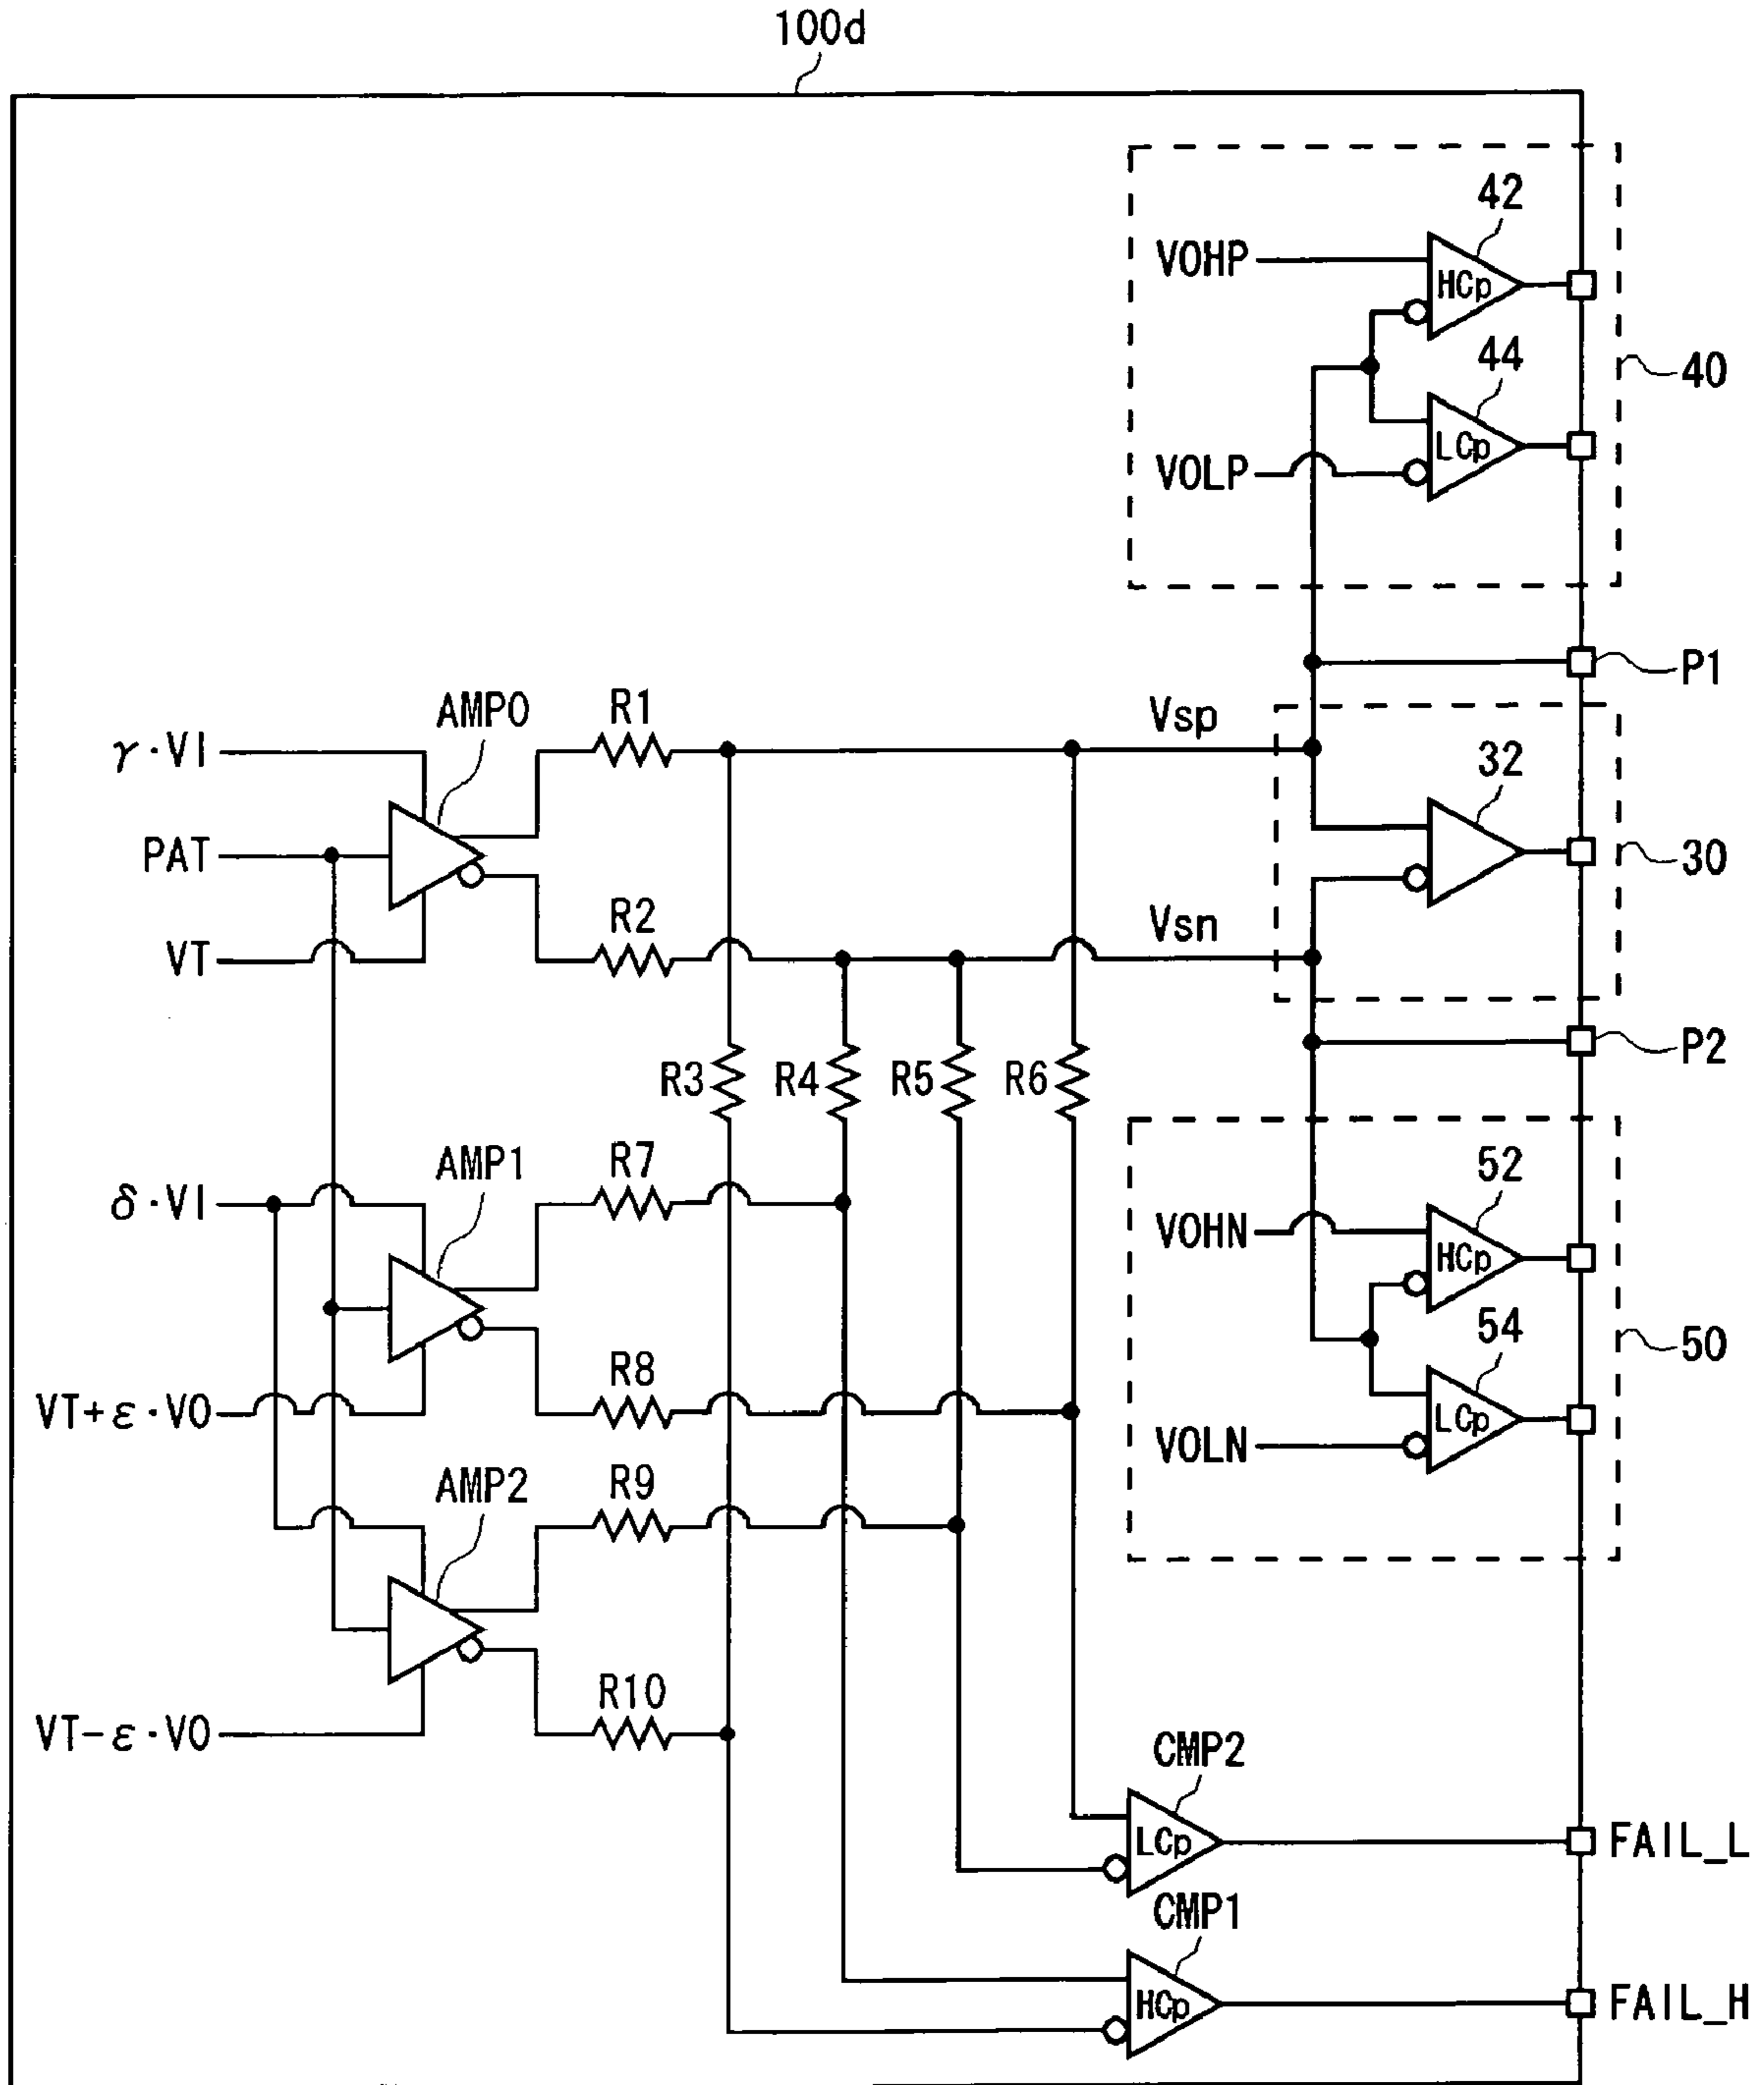 100d
42
VOHP
HCp
44
40
LCp
VOLP
P1
AMP0
R1
Vsp
γ·VI
32
PAT
30
R2
Vsn
VT
P2
R3
R4
R5
R6
AMP1
R7
52
δ·VI
VOHN
HCp
54
50
R8
VT+ε·VO
LCp
VOLN
AMP2
R9
R10
VT−ε·VO
CMP2
LCp
FAIL_L
CMP1
HCp
FAIL_H